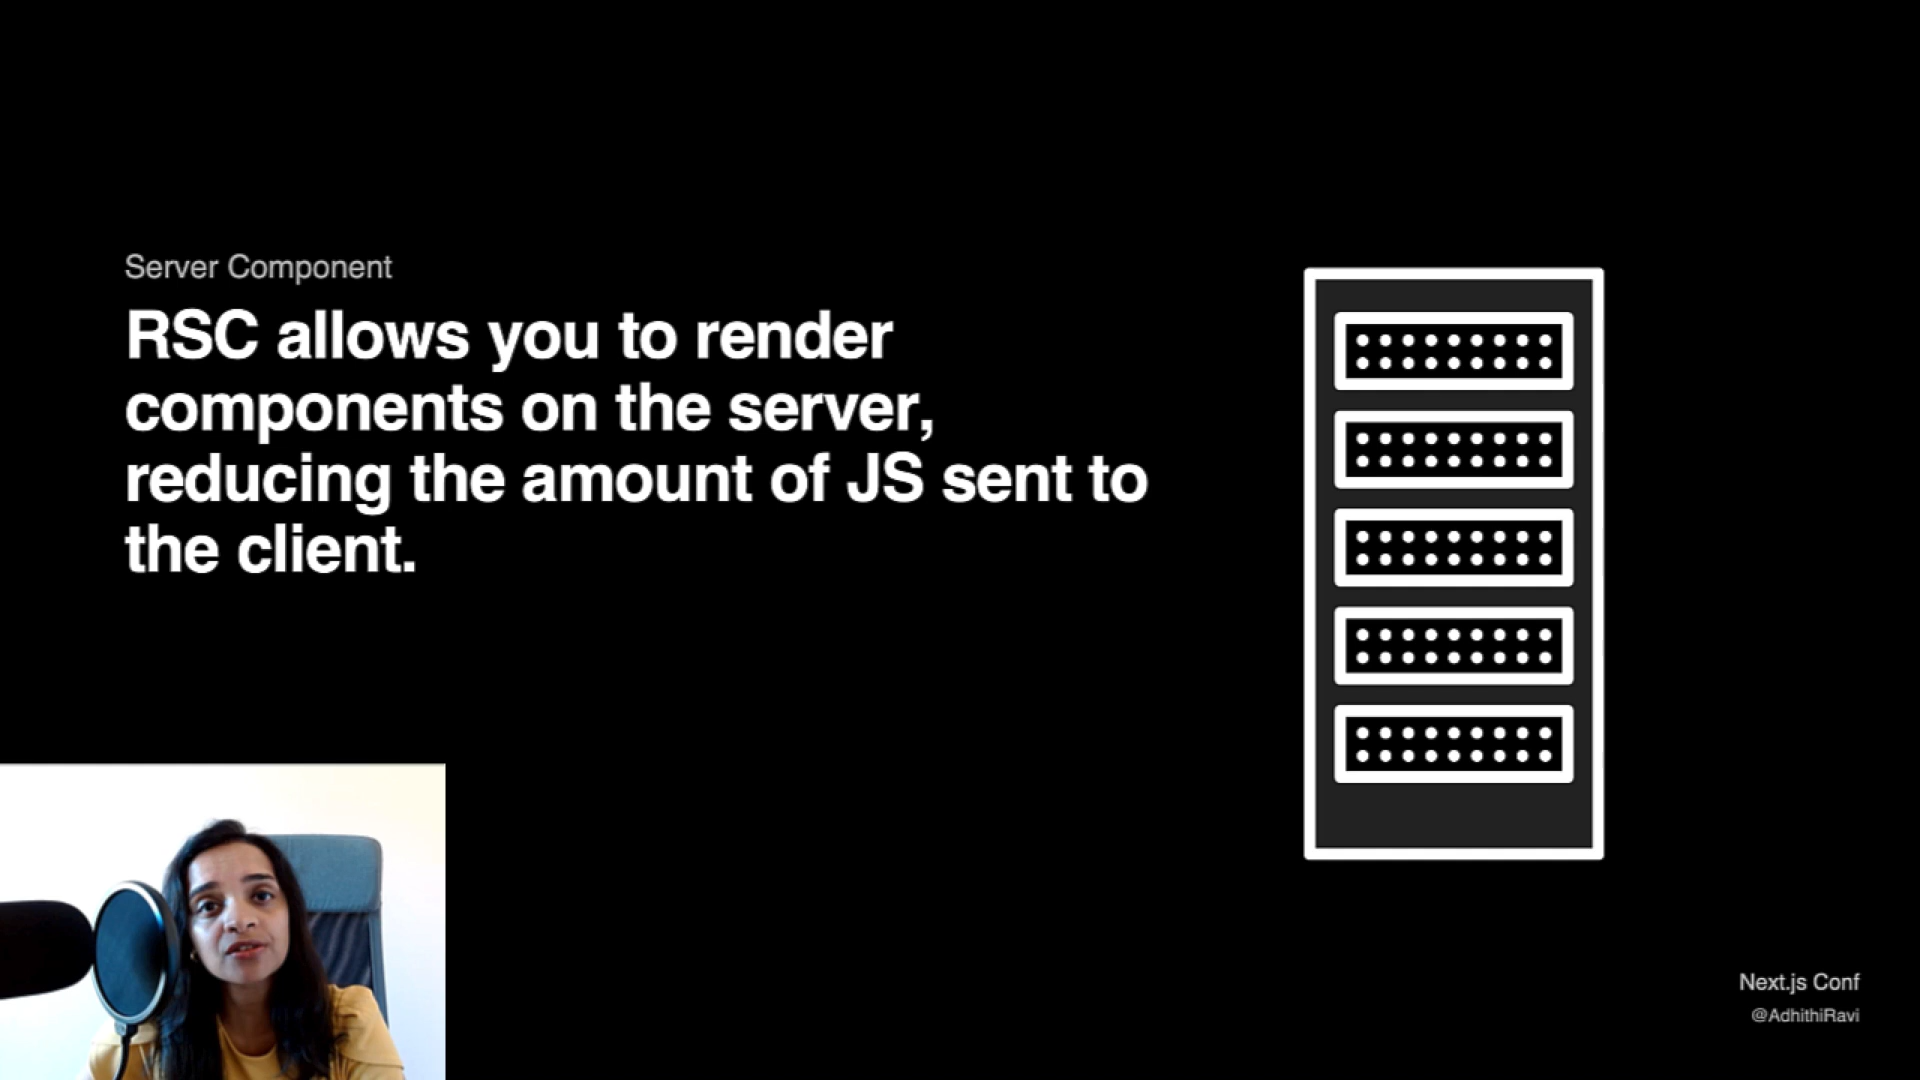 Server Component
RSC allows you to render
components on the server,
reducing the amount of JS sent to
the client.
Next.js Conf
@AdhithiRavi